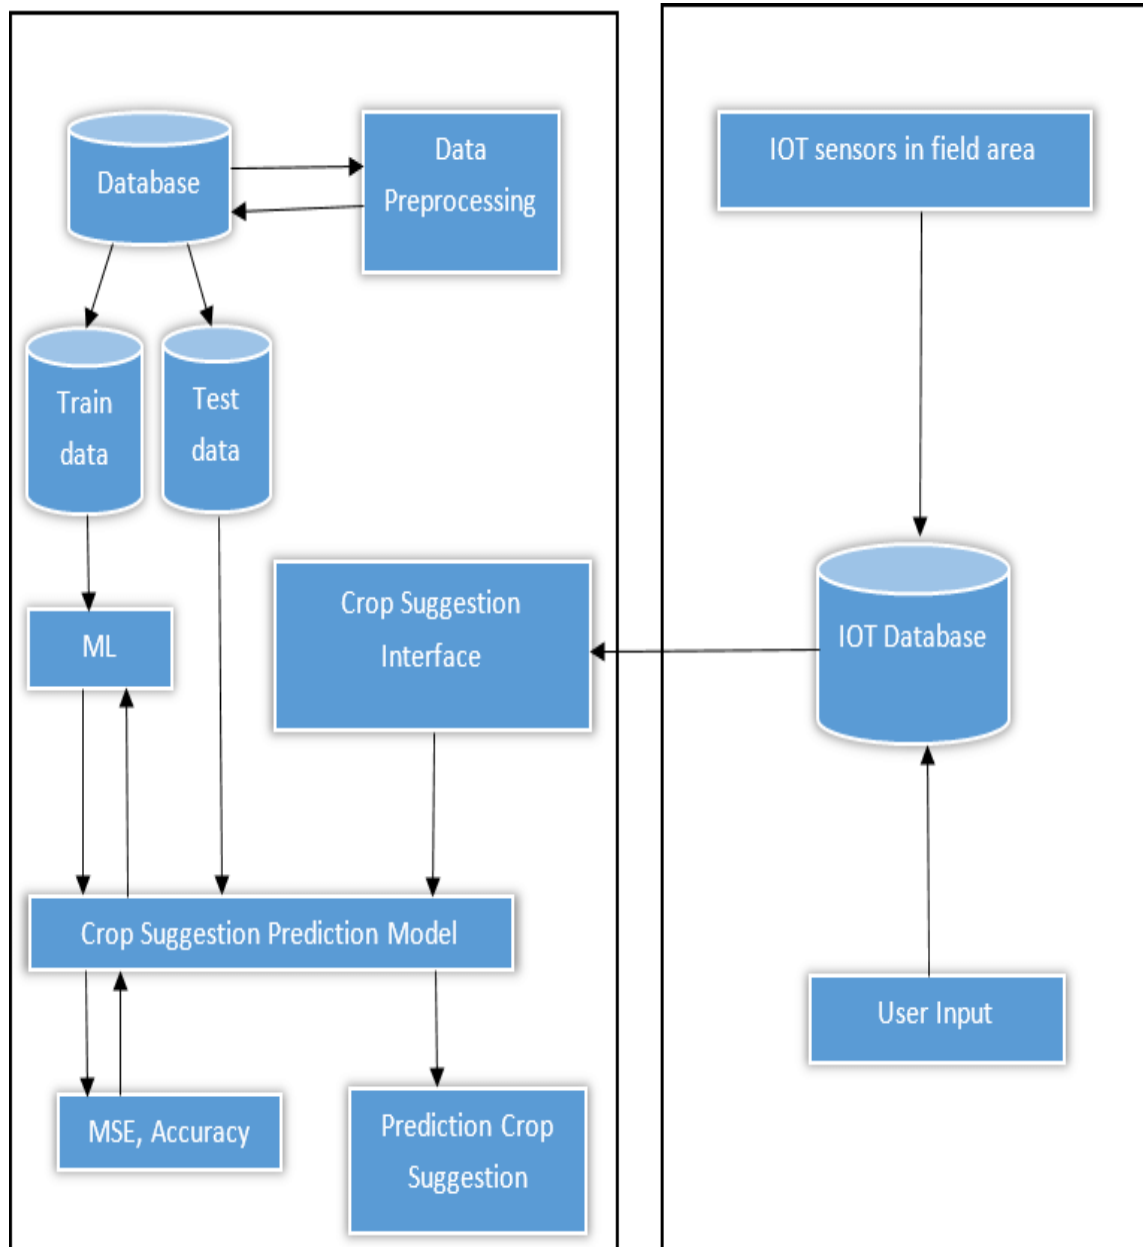 Database
Data
Preprocessing
Train
data
Test
data
ML
Crop Suggestion
Interface
Crop Suggestion Prediction Model
MSE, Accuracy
Prediction Crop
Suggestion
IOT sensors in field area
IOT Database
User Input